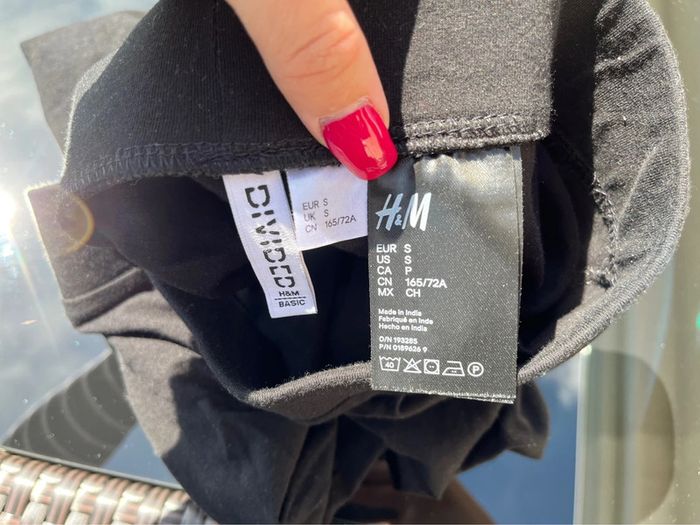 DIVIDED
H&M
BASIC
EUR S
UK S
CN 165/72A
H&M
EUR S
US S
CA P
CN 165/72A
MX CH
Made in India
Fabriqué en Inde
Hecho en India
D/N 193285
P/N 0189626 9
40
P